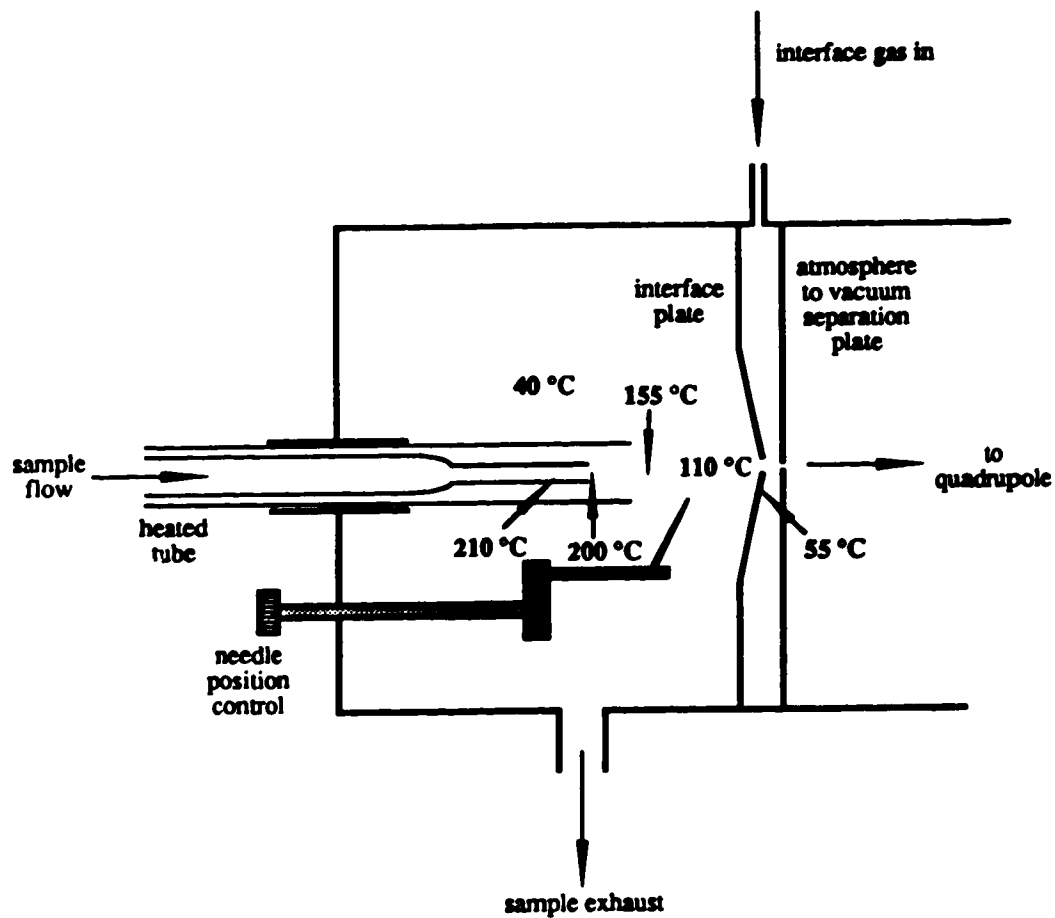 interface gas in
atmosphere
to vacuum
separation
plate
interface
plate
40 °C
155 °C
sample
flow
110 °C
to
quadrupole
heated
tube
210 °C
200 °C
55 °C
needle
position
control
sample exhaust